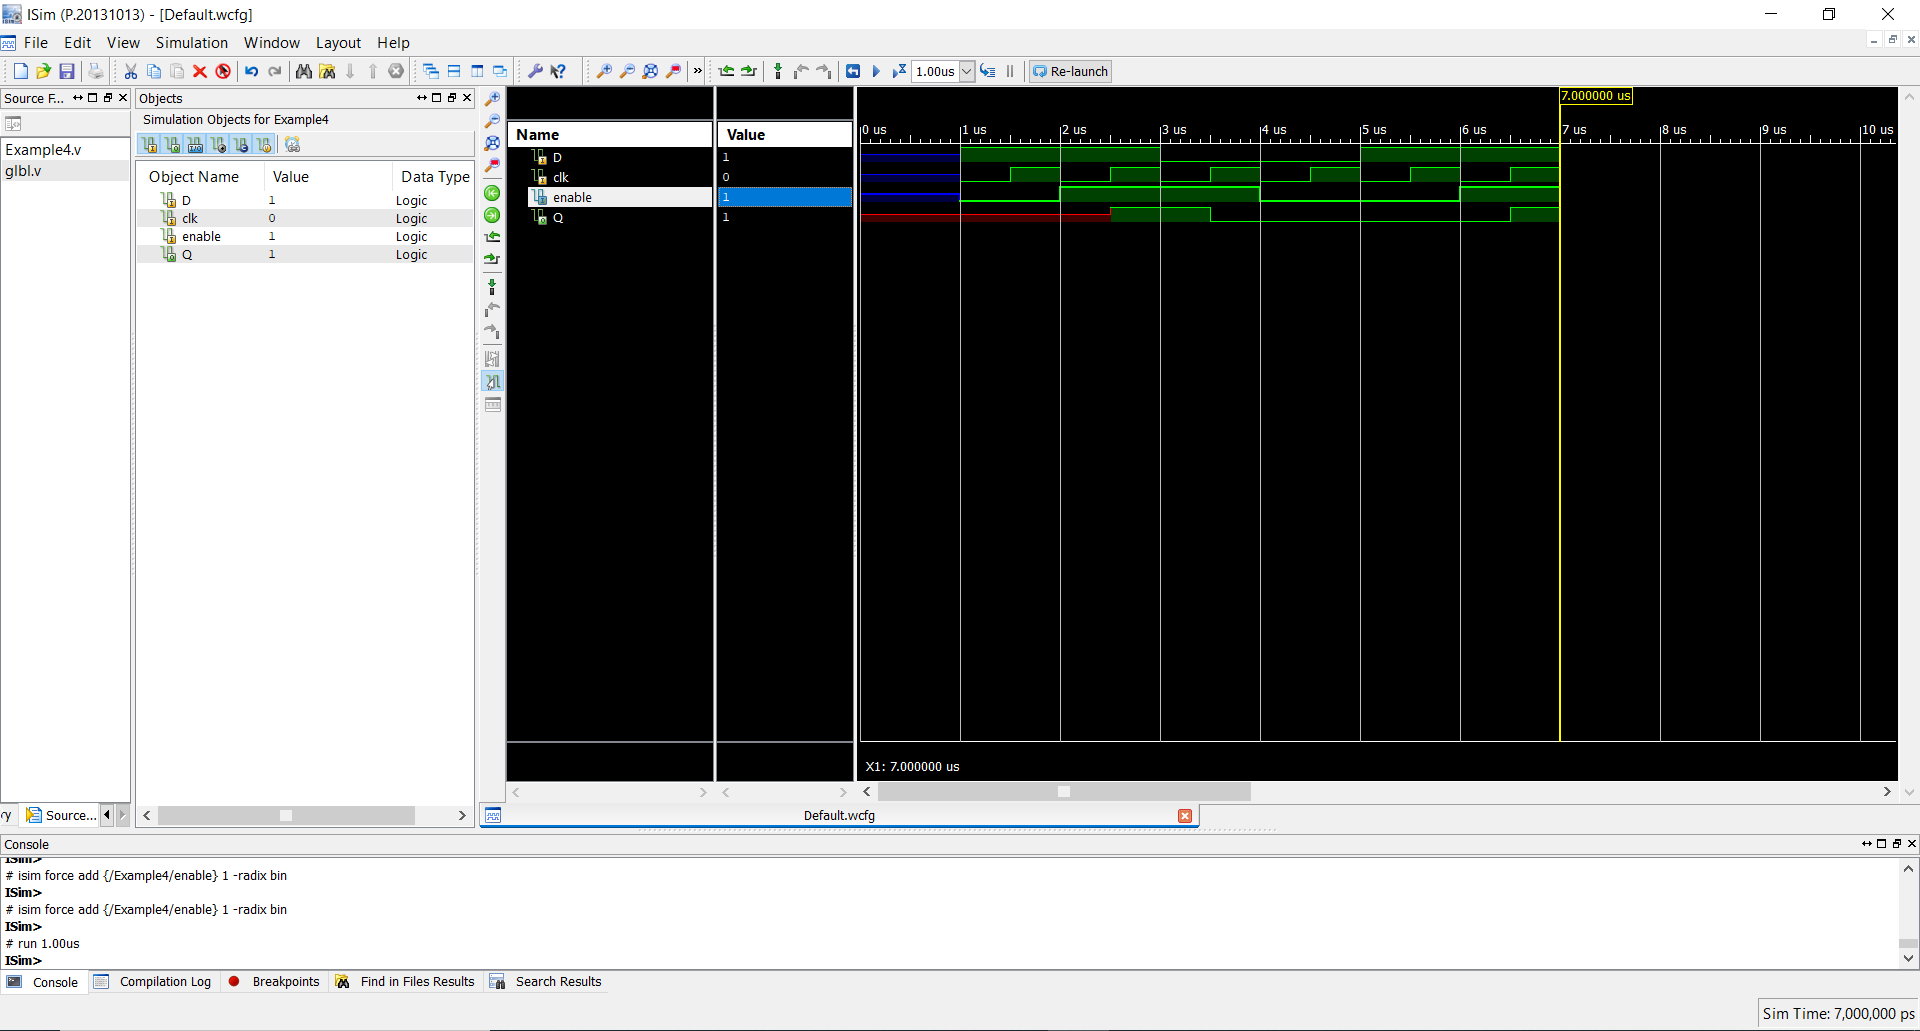 ISim (P.20131013) - [Default.wcfg]
File Edit View Simulation Window Layout Help
1.00us Re-launch
Source F...
Example4.v
glbl.v
Source...
Objects
Simulation Objects for Example4
Object Name Value Data Type
D 1 Logic
clk 0 Logic
enable 1 Logic
Q 1 Logic
Name Value
D 1
clk 0
enable 1
Q 1
7.000000 us
0 us 1 us 2 us 3 us 4 us 5 us 6 us 7 us 8 us 9 us 10 us
X1: 7.000000 us
Default.wcfg
Console
ISim>
# isim force add {/Example4/enable} 1 -radix bin
ISim>
# isim force add {/Example4/enable} 1 -radix bin
ISim>
# run 1.00us
ISim>
Console Compilation Log Breakpoints Find in Files Results Search Results
Sim Time: 7,000,000 ps